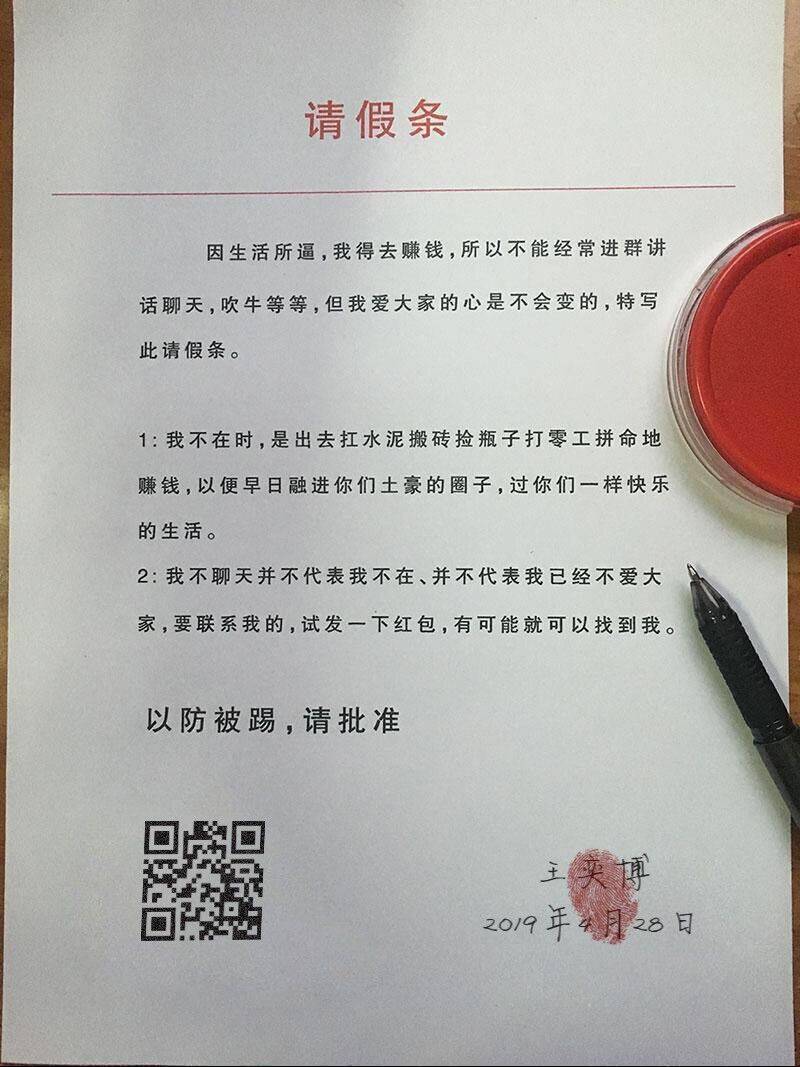 请假条
因生活所逼,我得去赚钱,所以不能经常进群讲
话聊天,吹牛等等,但我爱大家的心是不会变的,特写
此请假条。
1:我不在时,是出去扛水泥搬砖捡瓶子打零工拼命地
赚钱,以便早日融进你们土豪的圈子,过你们一样快乐
的生活。
2:我不聊天并不代表我不在、并不代表我已经不爱大
家,要联系我的,试发一下红包,有可能就可以找到我。
以防被踢,请批准
王奕博
2019年4月28日